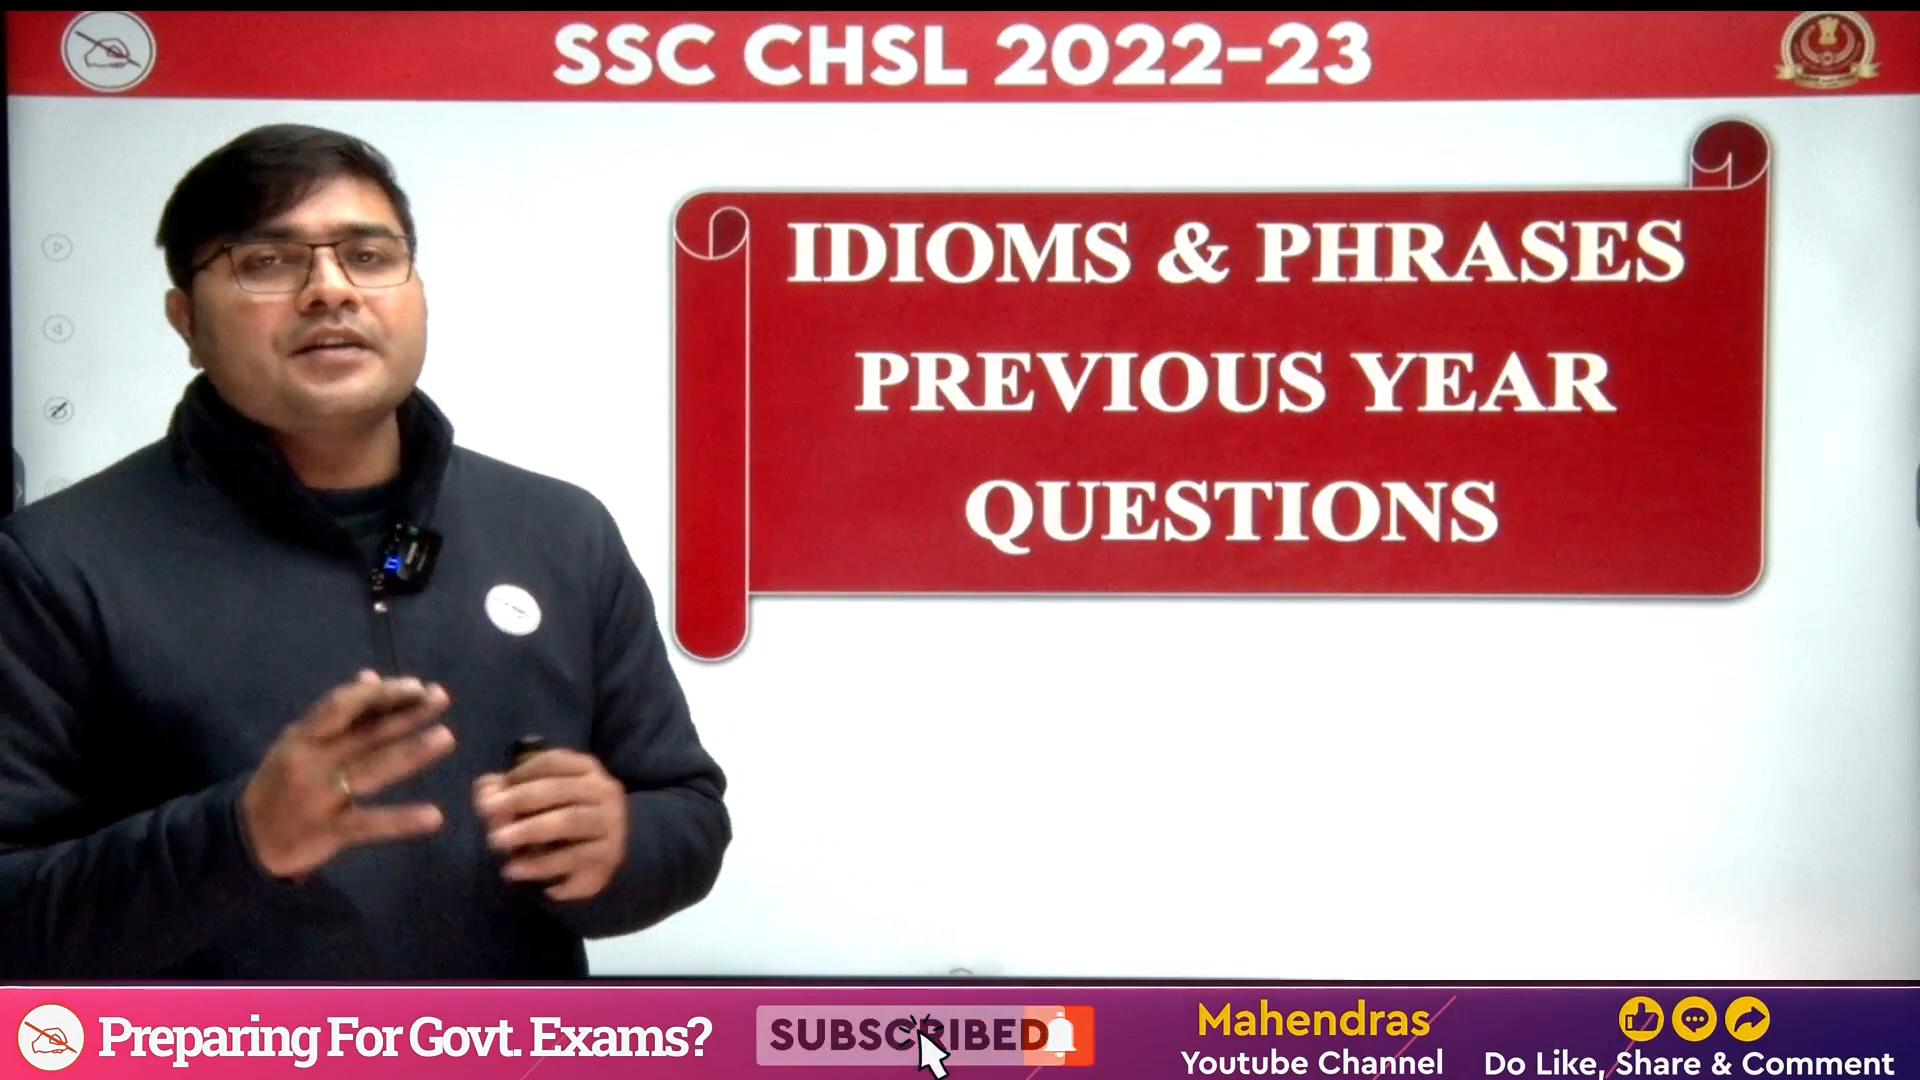 SSC CHSL 2022-23
IDIOMS & PHRASES
PREVIOUS YEAR
QUESTIONS
Preparing For Govt. Exams?
SUBSCRIBED
Mahendras
Youtube Channel
Do Like, Share & Comment